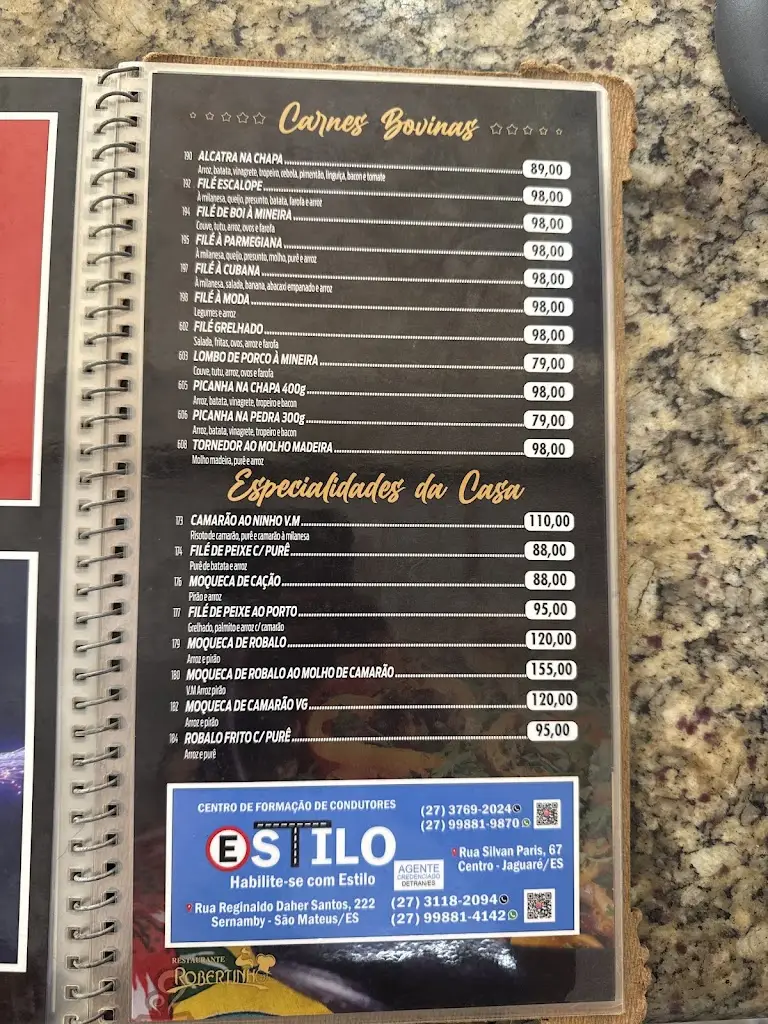 Carnes Bovinas
190 ALCATRA NA CHAPA 89,00
Arroz, batata, vinagrete, tropeiro, cebola, pimentão, linguiça, bacon e tomate
192 FILÉ ESCALOPE 98,00
À milanesa, queijo, presunto, batata, farofa e arroz
194 FILÉ DE BOI À MINEIRA 98,00
Couve, tutu, arroz, ovos e farofa
195 FILÉ À PARMEGIANA 98,00
À milanesa, queijo, presunto, molho, purê e arroz
197 FILÉ À CUBANA 98,00
À milanesa, salada, banana, abacaxi empanado e arroz
198 FILÉ À MODA 98,00
Legumes e arroz
602 FILÉ GRELHADO 98,00
Salada, fritas, ovos, arroz e farofa
603 LOMBO DE PORCO À MINEIRA 79,00
Couve, tutu, arroz, ovos e farofa
605 PICANHA NA CHAPA 400g 98,00
Arroz, batata, vinagrete, tropeiro e bacon
606 PICANHA NA PEDRA 300g 79,00
Arroz, batata, vinagrete, tropeiro e bacon
608 TORNEDOR AO MOLHO MADEIRA 98,00
Molho madeira, purê e arroz
Especialidades da Casa
173 CAMARÃO AO NINHO V.M 110,00
Risoto de camarão, purê e camarão à milanesa
174 FILÉ DE PEIXE C/ PURÊ 88,00
Purê de batata e arroz
176 MOQUECA DE CAÇÃO 88,00
Pirão e arroz
177 FILÉ DE PEIXE AO PORTO 95,00
Grelhado, palmito e arroz c/ camarão
179 MOQUECA DE ROBALO 120,00
Arroz e pirão
180 MOQUECA DE ROBALO AO MOLHO DE CAMARÃO 155,00
V.M Arroz pirão
182 MOQUECA DE CAMARÃO VG 120,00
Arroz e pirão
184 ROBALO FRITO C/ PURÊ 95,00
Arroz e purê
CENTRO DE FORMAÇÃO DE CONDUTORES
ESTILO
Habilite-se com Estilo
AGENTE
CREDENCIADO
DETRAN/ES
(27) 3769-2024
(27) 99881-9870
Rua Silvan Paris, 67
Centro - Jaguaré/ES
Rua Reginaldo Daher Santos, 222
Sernamby - São Mateus/ES
(27) 3118-2094
(27) 99881-4142
RESTAURANTE
ROBERTINHO